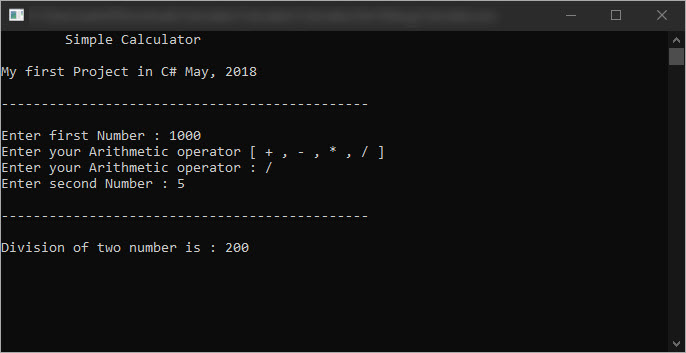 Simple Calculator
My first Project in C# May, 2018
----------------------------------------------
Enter first Number : 1000
Enter your Arithmetic operator [ + , - , * , / ]
Enter your Arithmetic operator : /
Enter second Number : 5
----------------------------------------------
Division of two number is : 200